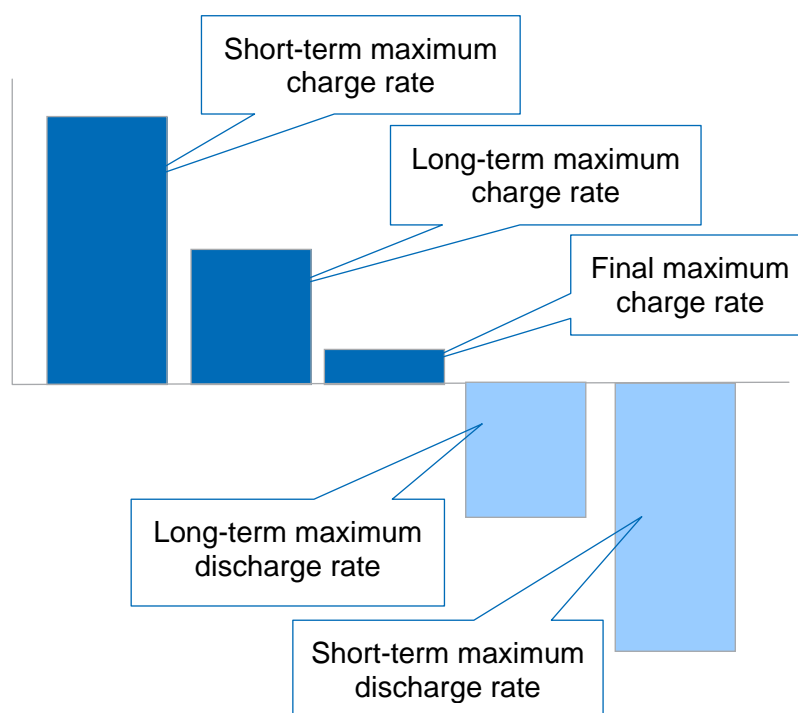 Short-term maximum
charge rate
Long-term maximum
charge rate
Final maximum
charge rate
Long-term maximum
discharge rate
Short-term maximum
discharge rate